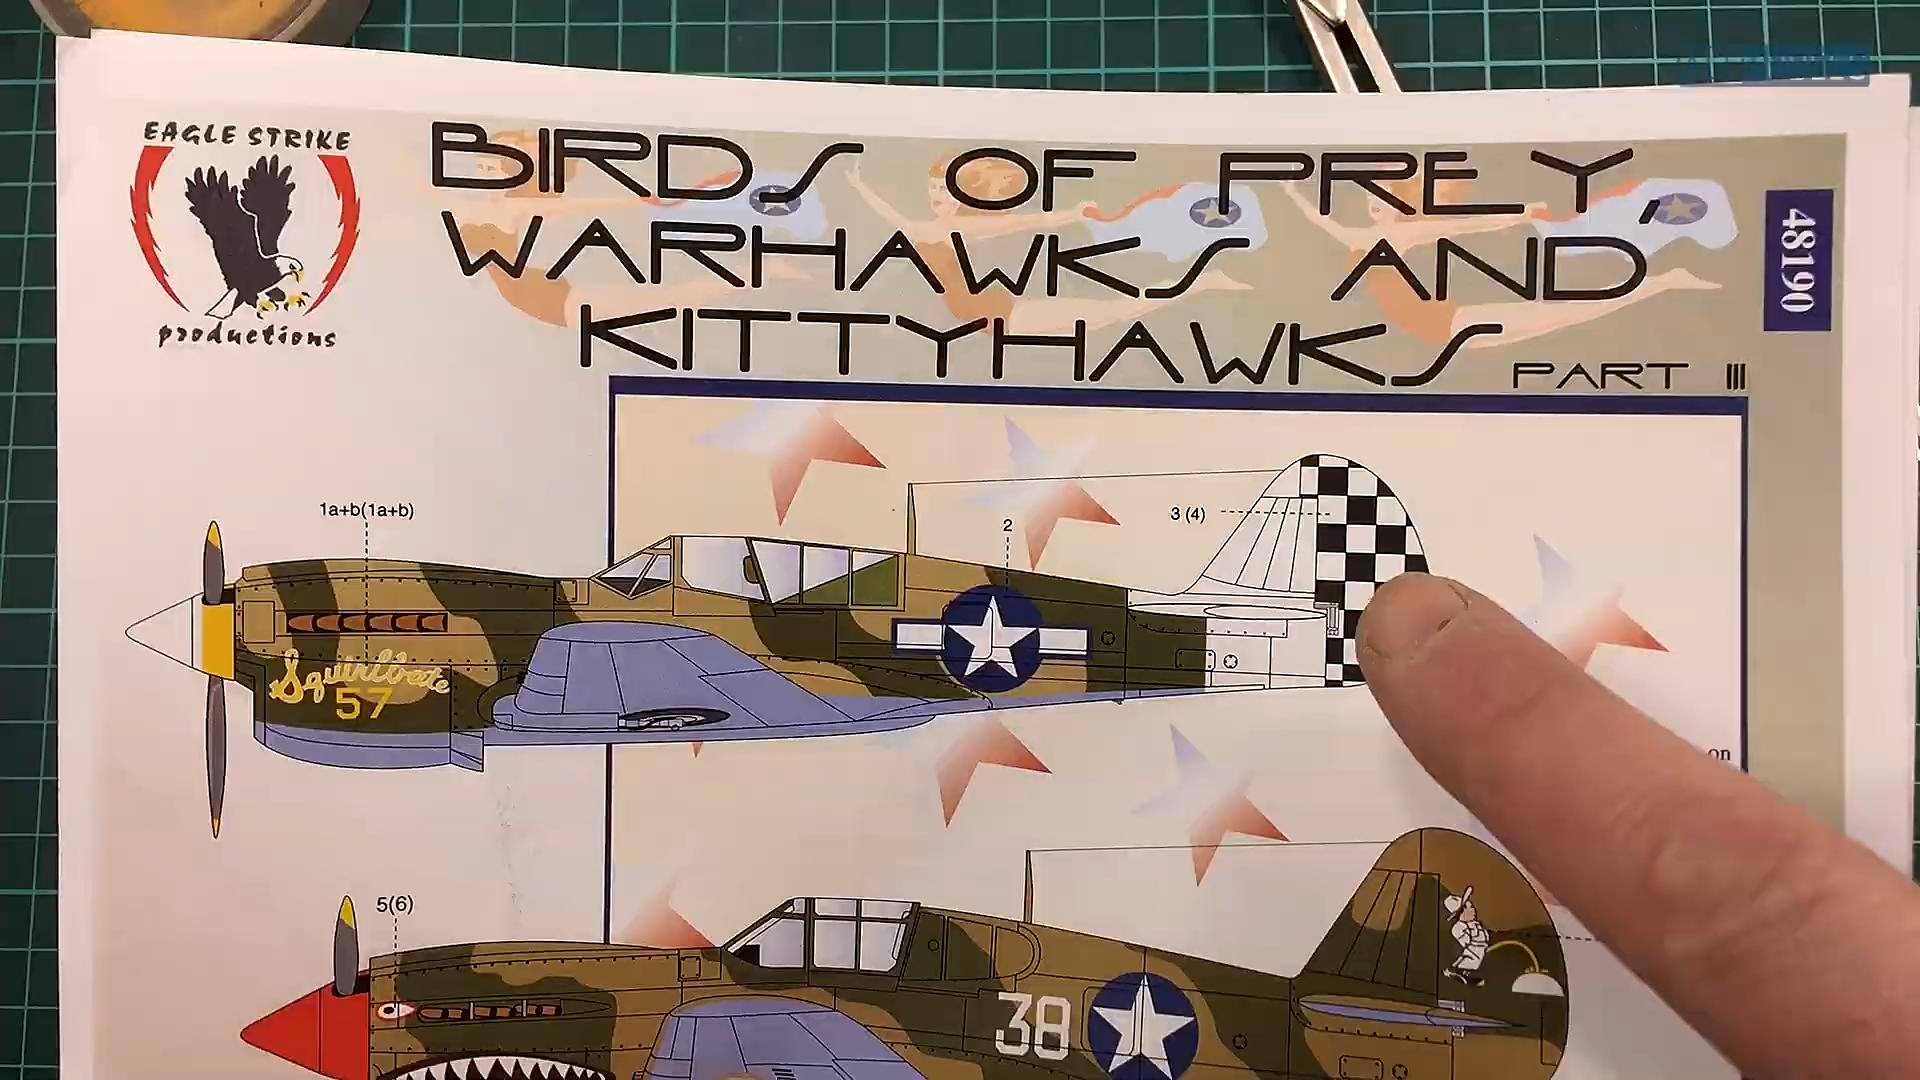 EAGLE STRIKE
productions
BIRDS OF PREY,
WARHAWKS AND
KITTYHAWKS PART III
48190
1a+b(1a+b)
2
3 (4)
Squirlbate
57
on
5(6)
38